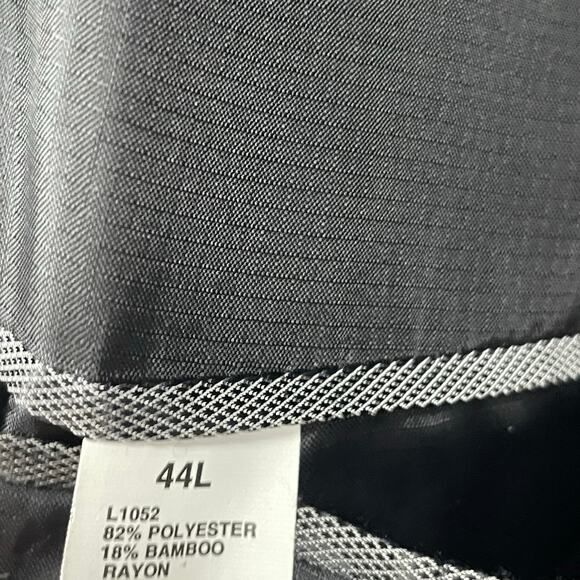 44L
L1052
82% POLYESTER
18% BAMBOO
RAYON